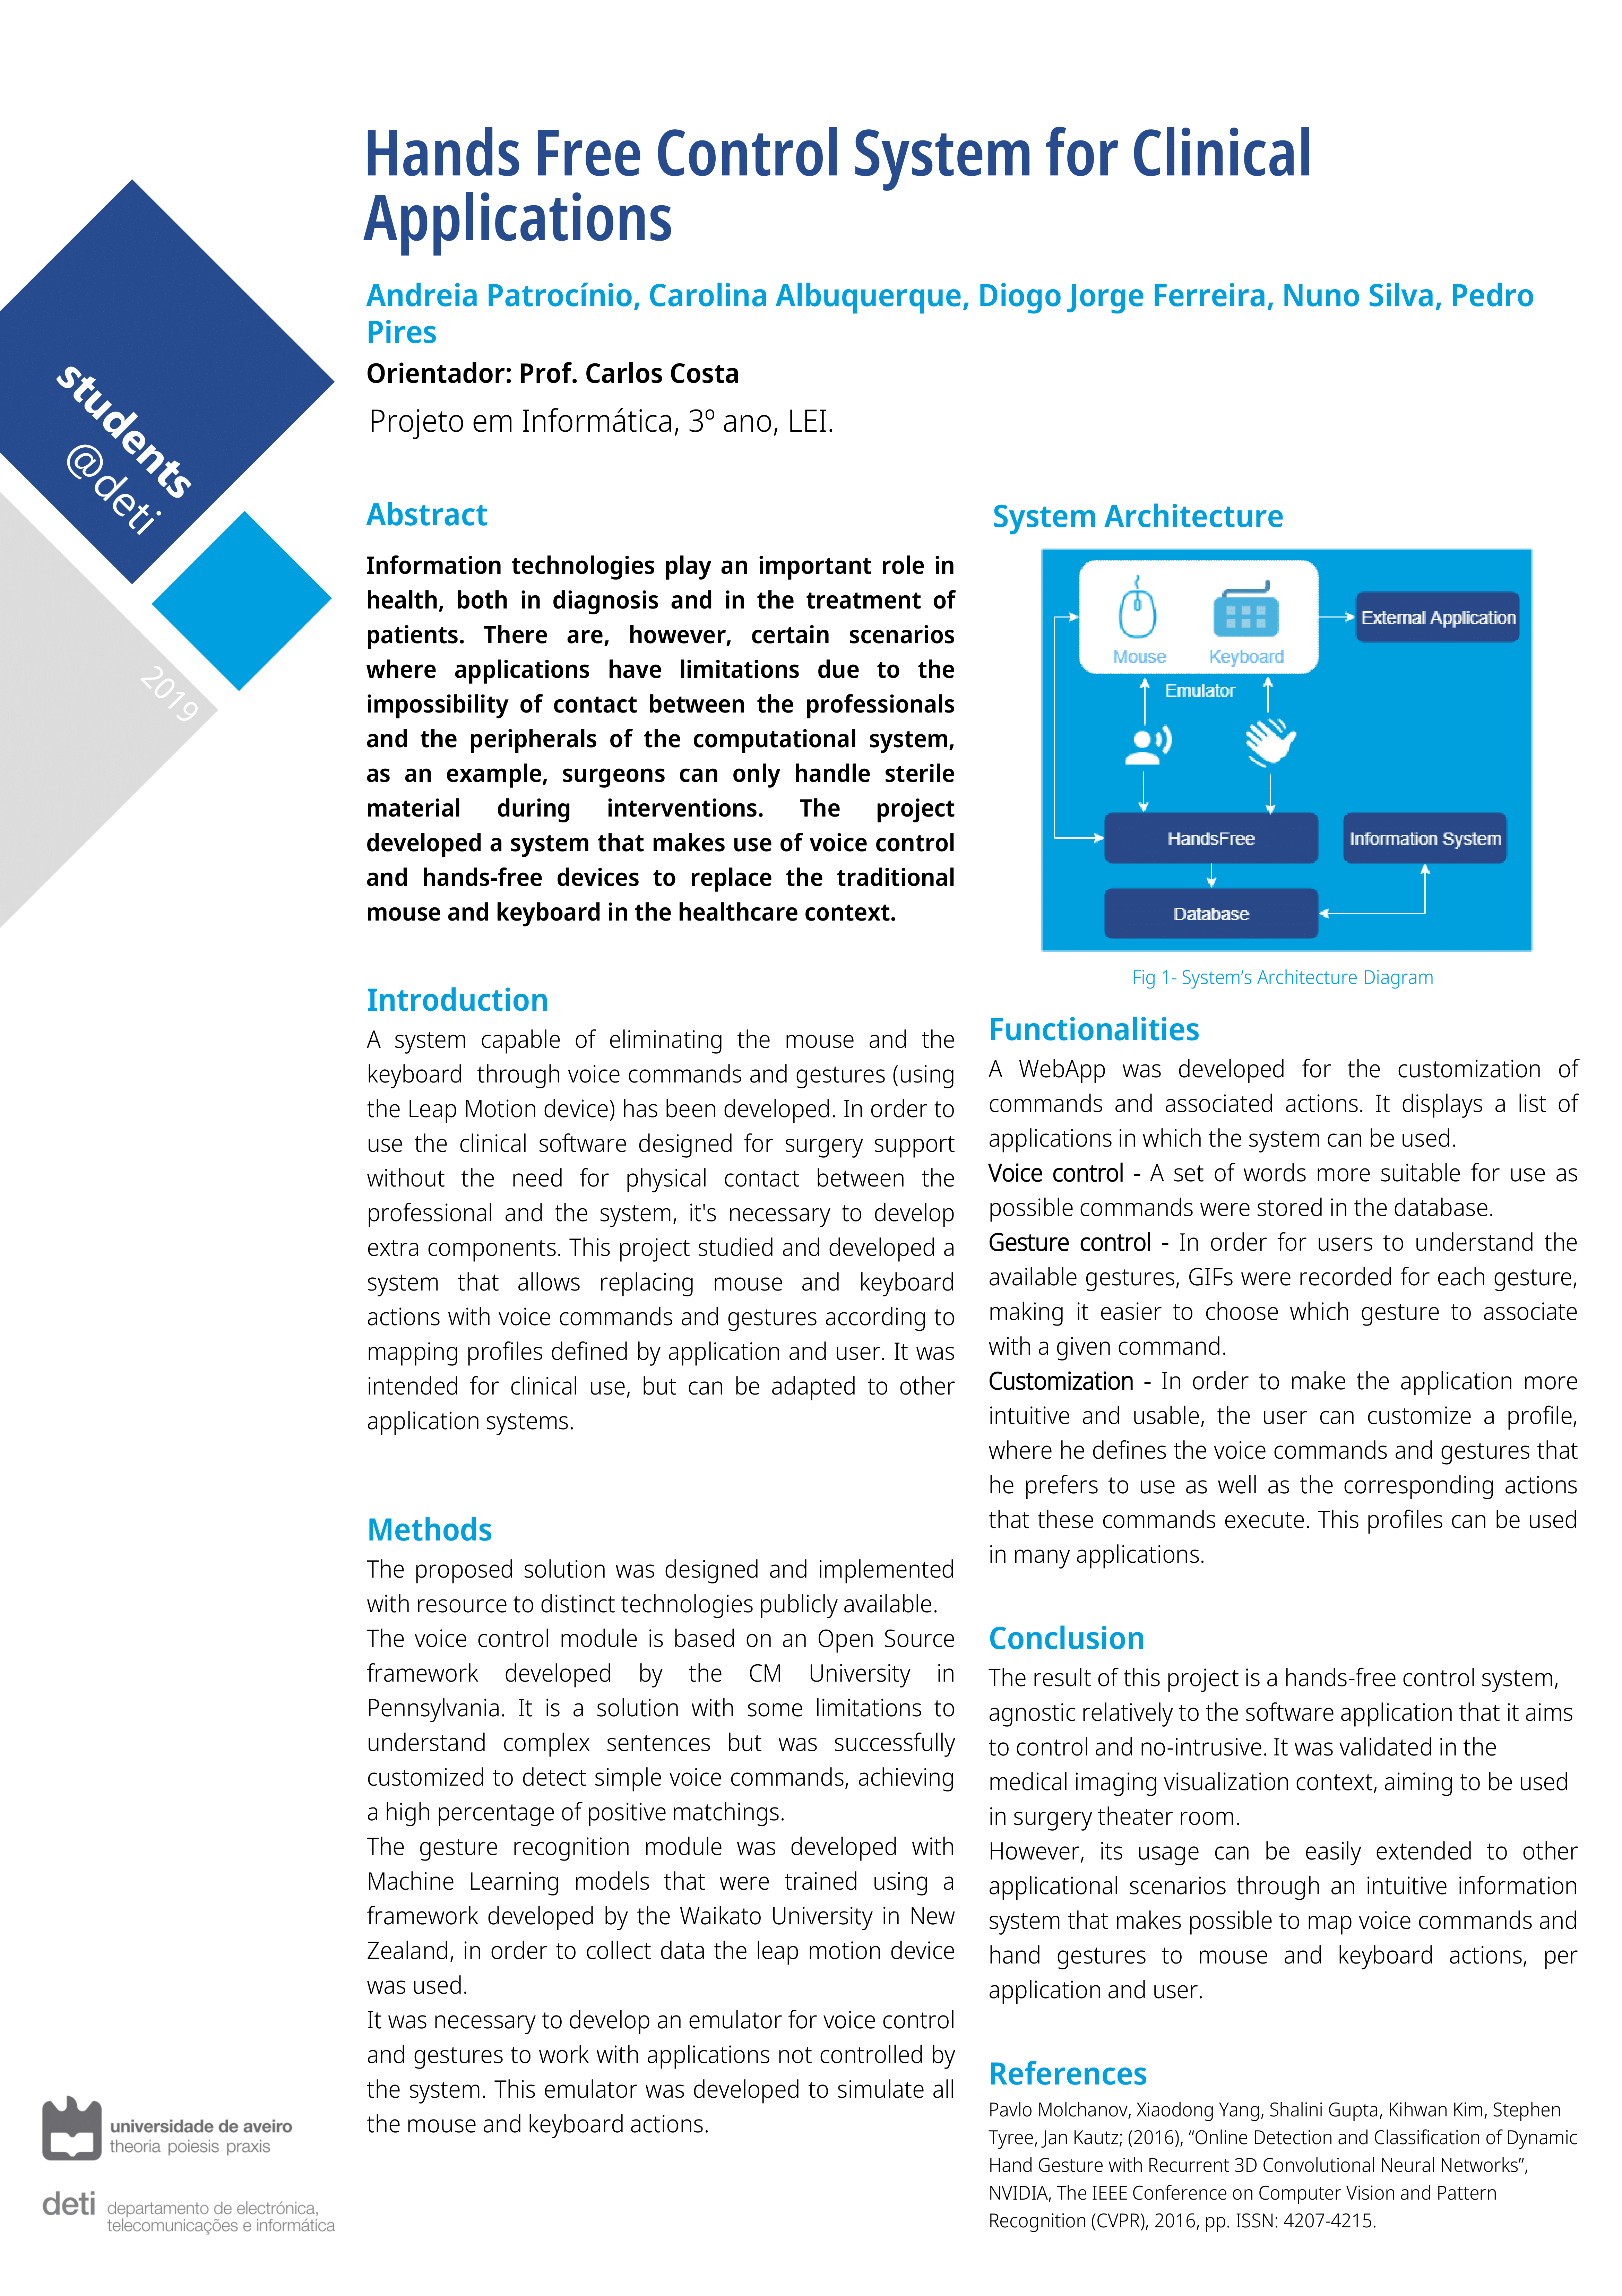 Hands Free Control System for Clinical
Applications
Andreia Patrocínio, Carolina Albuquerque, Diogo Jorge Ferreira, Nuno Silva, Pedro
Pires
Orientador: Prof. Carlos Costa
Projeto em Informática, 3º ano, LEI.
students
@deti
2019
Abstract
Information technologies play an important role in
health, both in diagnosis and in the treatment of
patients. There are, however, certain scenarios
where applications have limitations due to the
impossibility of contact between the professionals
and the peripherals of the computational system,
as an example, surgeons can only handle sterile
material during interventions. The project
developed a system that makes use of voice control
and hands-free devices to replace the traditional
mouse and keyboard in the healthcare context.
Introduction
A system capable of eliminating the mouse and the
keyboard through voice commands and gestures (using
the Leap Motion device) has been developed. In order to
use the clinical software designed for surgery support
without the need for physical contact between the
professional and the system, it's necessary to develop
extra components. This project studied and developed a
system that allows replacing mouse and keyboard
actions with voice commands and gestures according to
mapping profiles defined by application and user. It was
intended for clinical use, but can be adapted to other
application systems.
Methods
The proposed solution was designed and implemented
with resource to distinct technologies publicly available.
The voice control module is based on an Open Source
framework developed by the CM University in
Pennsylvania. It is a solution with some limitations to
understand complex sentences but was successfully
customized to detect simple voice commands, achieving
a high percentage of positive matchings.
The gesture recognition module was developed with
Machine Learning models that were trained using a
framework developed by the Waikato University in New
Zealand, in order to collect data the leap motion device
was used.
It was necessary to develop an emulator for voice control
and gestures to work with applications not controlled by
the system. This emulator was developed to simulate all
the mouse and keyboard actions.
System Architecture
Mouse
Keyboard
External Application
Emulator
HandsFree
Information System
Database
Fig 1- System's Architecture Diagram
Functionalities
A WebApp was developed for the customization of
commands and associated actions. It displays a list of
applications in which the system can be used.
Voice control - A set of words more suitable for use as
possible commands were stored in the database.
Gesture control - In order for users to understand the
available gestures, GIFs were recorded for each gesture,
making it easier to choose which gesture to associate
with a given command.
Customization - In order to make the application more
intuitive and usable, the user can customize a profile,
where he defines the voice commands and gestures that
he prefers to use as well as the corresponding actions
that these commands execute. This profiles can be used
in many applications.
Conclusion
The result of this project is a hands-free control system,
agnostic relatively to the software application that it aims
to control and no-intrusive. It was validated in the
medical imaging visualization context, aiming to be used
in surgery theater room.
However, its usage can be easily extended to other
applicational scenarios through an intuitive information
system that makes possible to map voice commands and
hand gestures to mouse and keyboard actions, per
application and user.
References
Pavlo Molchanov, Xiaodong Yang, Shalini Gupta, Kihwan Kim, Stephen
Tyree, Jan Kautz; (2016), “Online Detection and Classification of Dynamic
Hand Gesture with Recurrent 3D Convolutional Neural Networks”,
NVIDIA, The IEEE Conference on Computer Vision and Pattern
Recognition (CVPR), 2016, pp. ISSN: 4207-4215.
universidade de aveiro
theoria poiesis praxis
deti departamento de electrónica,
telecomunicações e informática